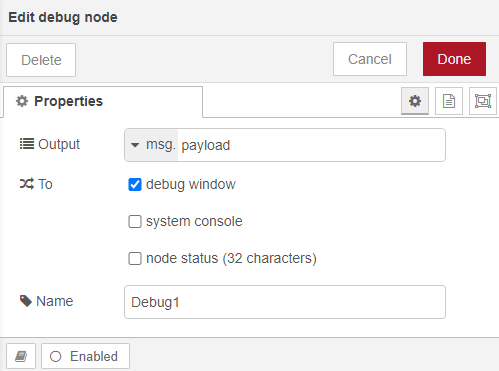 Edit debug node
Delete
Cancel
Done
Properties
Output
msg. payload
To
debug window
system console
node status (32 characters)
Name
Debug1
Enabled